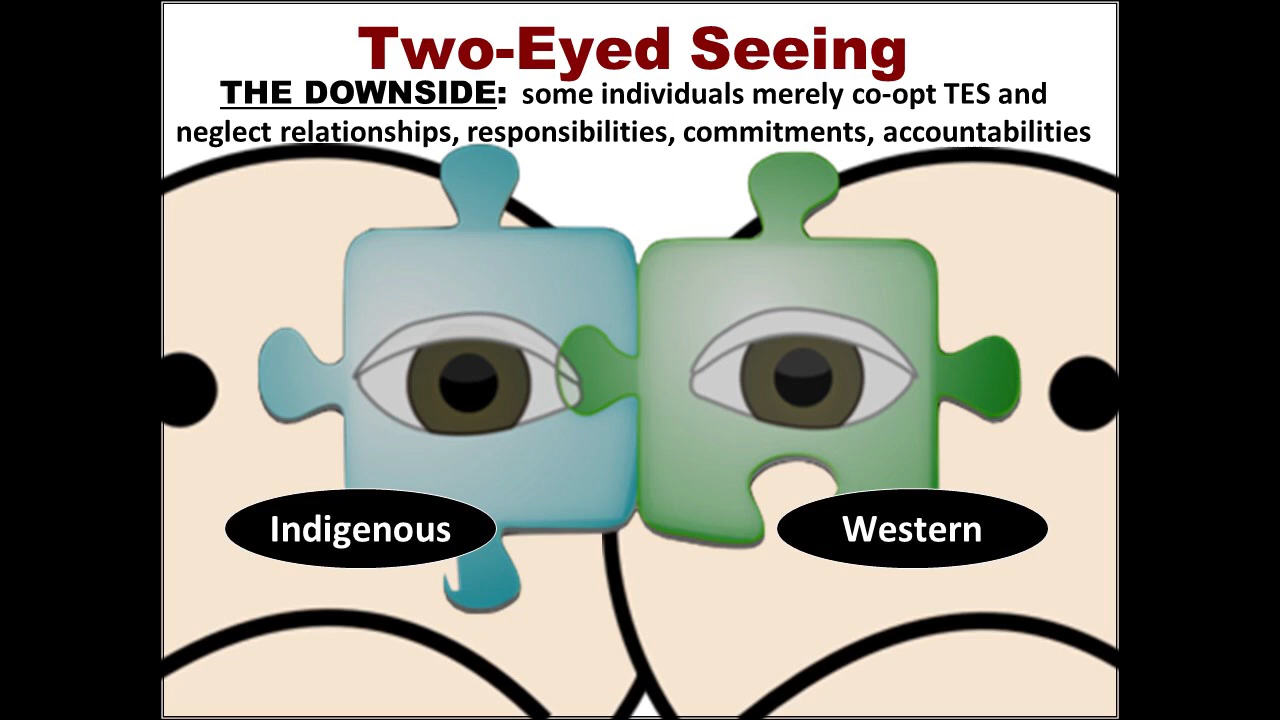 Two-Eyed Seeing
THE DOWNSIDE: some individuals merely co-opt TES and
neglect relationships, responsibilities, commitments, accountabilities
Indigenous
Western